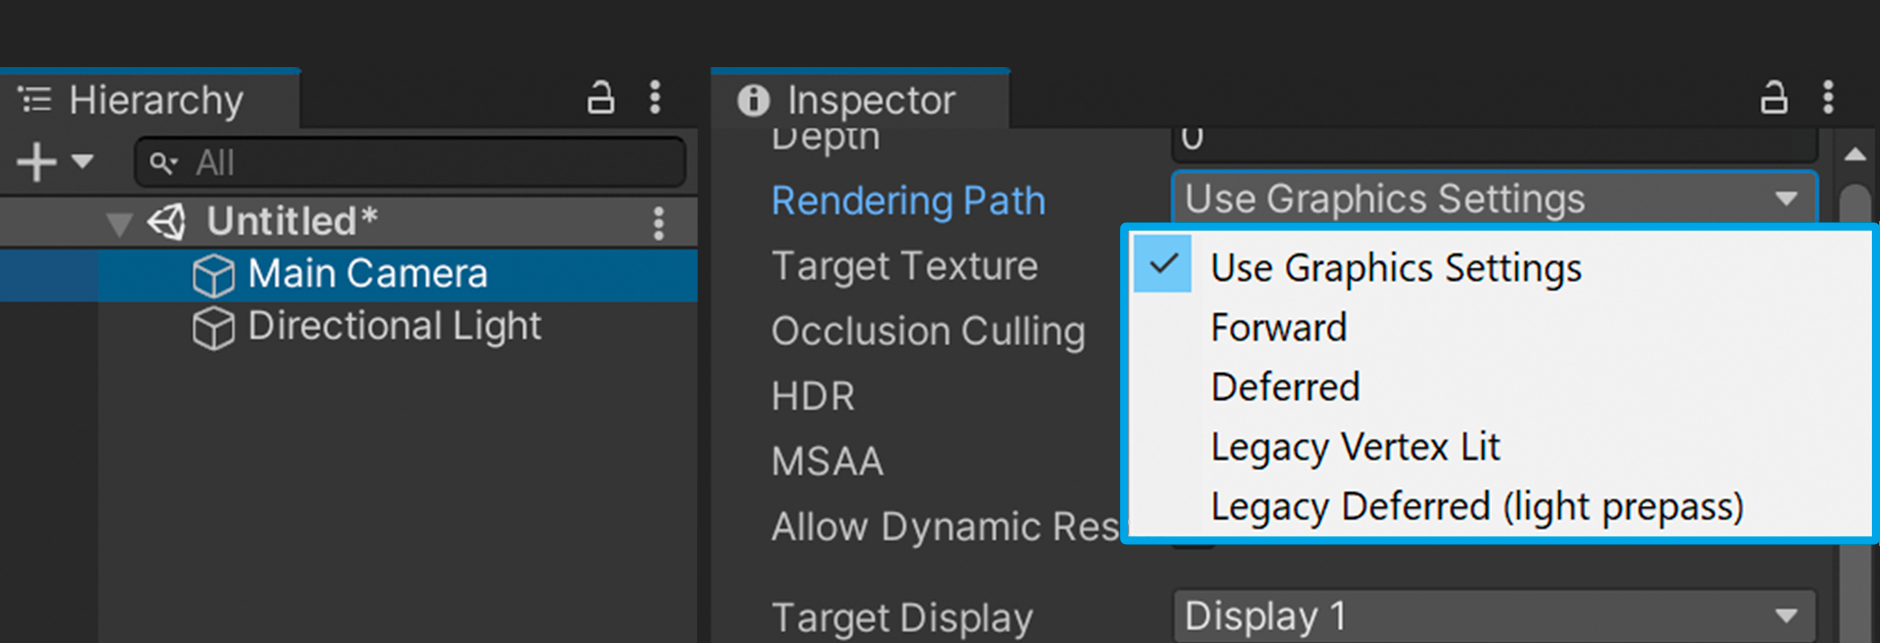 Hierarchy
All
Untitled*
Main Camera
Directional Light
Inspector
Depth 0
Rendering Path Use Graphics Settings
Target Texture
Occlusion Culling
HDR
MSAA
Allow Dynamic Res
Use Graphics Settings
Forward
Deferred
Legacy Vertex Lit
Legacy Deferred (light prepass)
Target Display Display 1